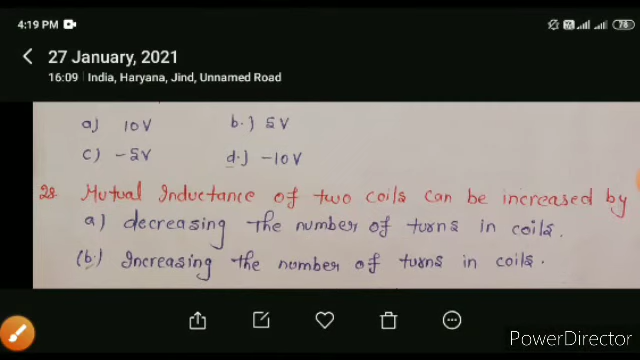 4:19 PM
78
27 January, 2021
16:09 India, Haryana, Jind, Unnamed Road
a) 10V b.) 5V
c) -5V d.) -10V
28 Mutual Inductance of two coils can be increased by
a) decreasing the number of turns in coils.
(b.) Increasing the number of turns in coils.
PowerDirector